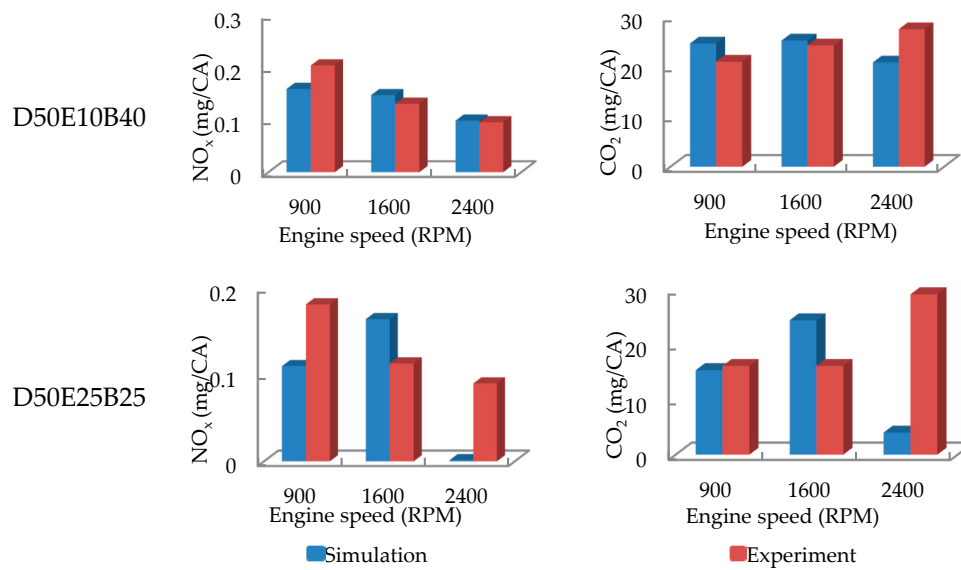 D50E10B40
NOx (mg/CA)
0.3
0.2
0.1
0
900 1600 2400
Engine speed (RPM)
CO2 (mg/CA)
30
20
10
0
900 1600 2400
Engine speed (RPM)
D50E25B25
NOx (mg/CA)
0.2
0.1
0
900 1600 2400
Engine speed (RPM)
CO2 (mg/CA)
30
20
10
0
900 1600 2400
Engine speed (RPM)
Simulation
Experiment